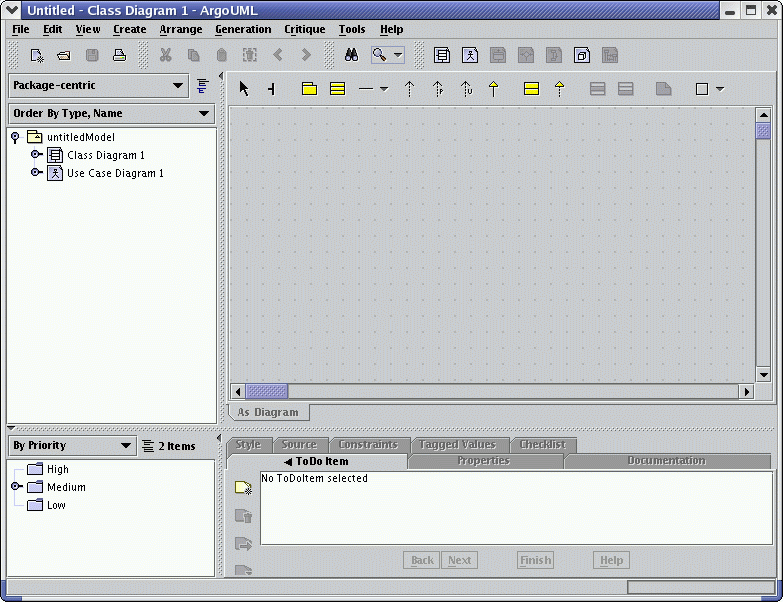 Untitled - Class Diagram 1 - ArgoUML
File Edit View Create Arrange Generation Critique Tools Help
Package-centric
Order By Type, Name
untitledModel
Class Diagram 1
Use Case Diagram 1
P
U
As Diagram
By Priority
2 Items
High
Medium
Low
Style Source Constraints Tagged Values Checklist
ToDo Item Properties Documentation
No ToDoItem selected
Back Next Finish Help